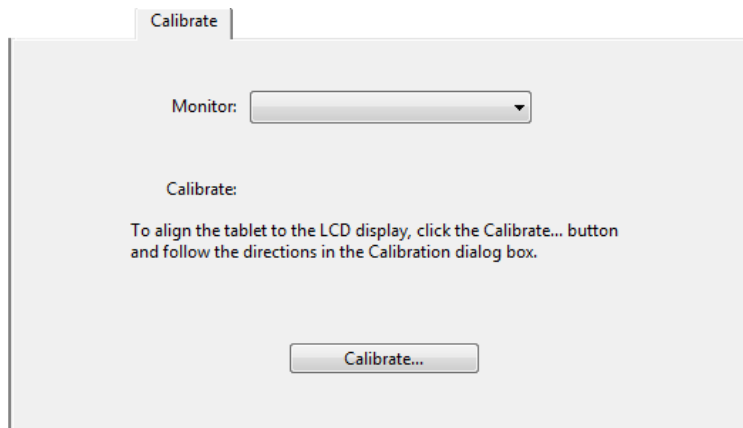 Calibrate
Monitor:
Calibrate:
To align the tablet to the LCD display, click the Calibrate... button
and follow the directions in the Calibration dialog box.
Calibrate...